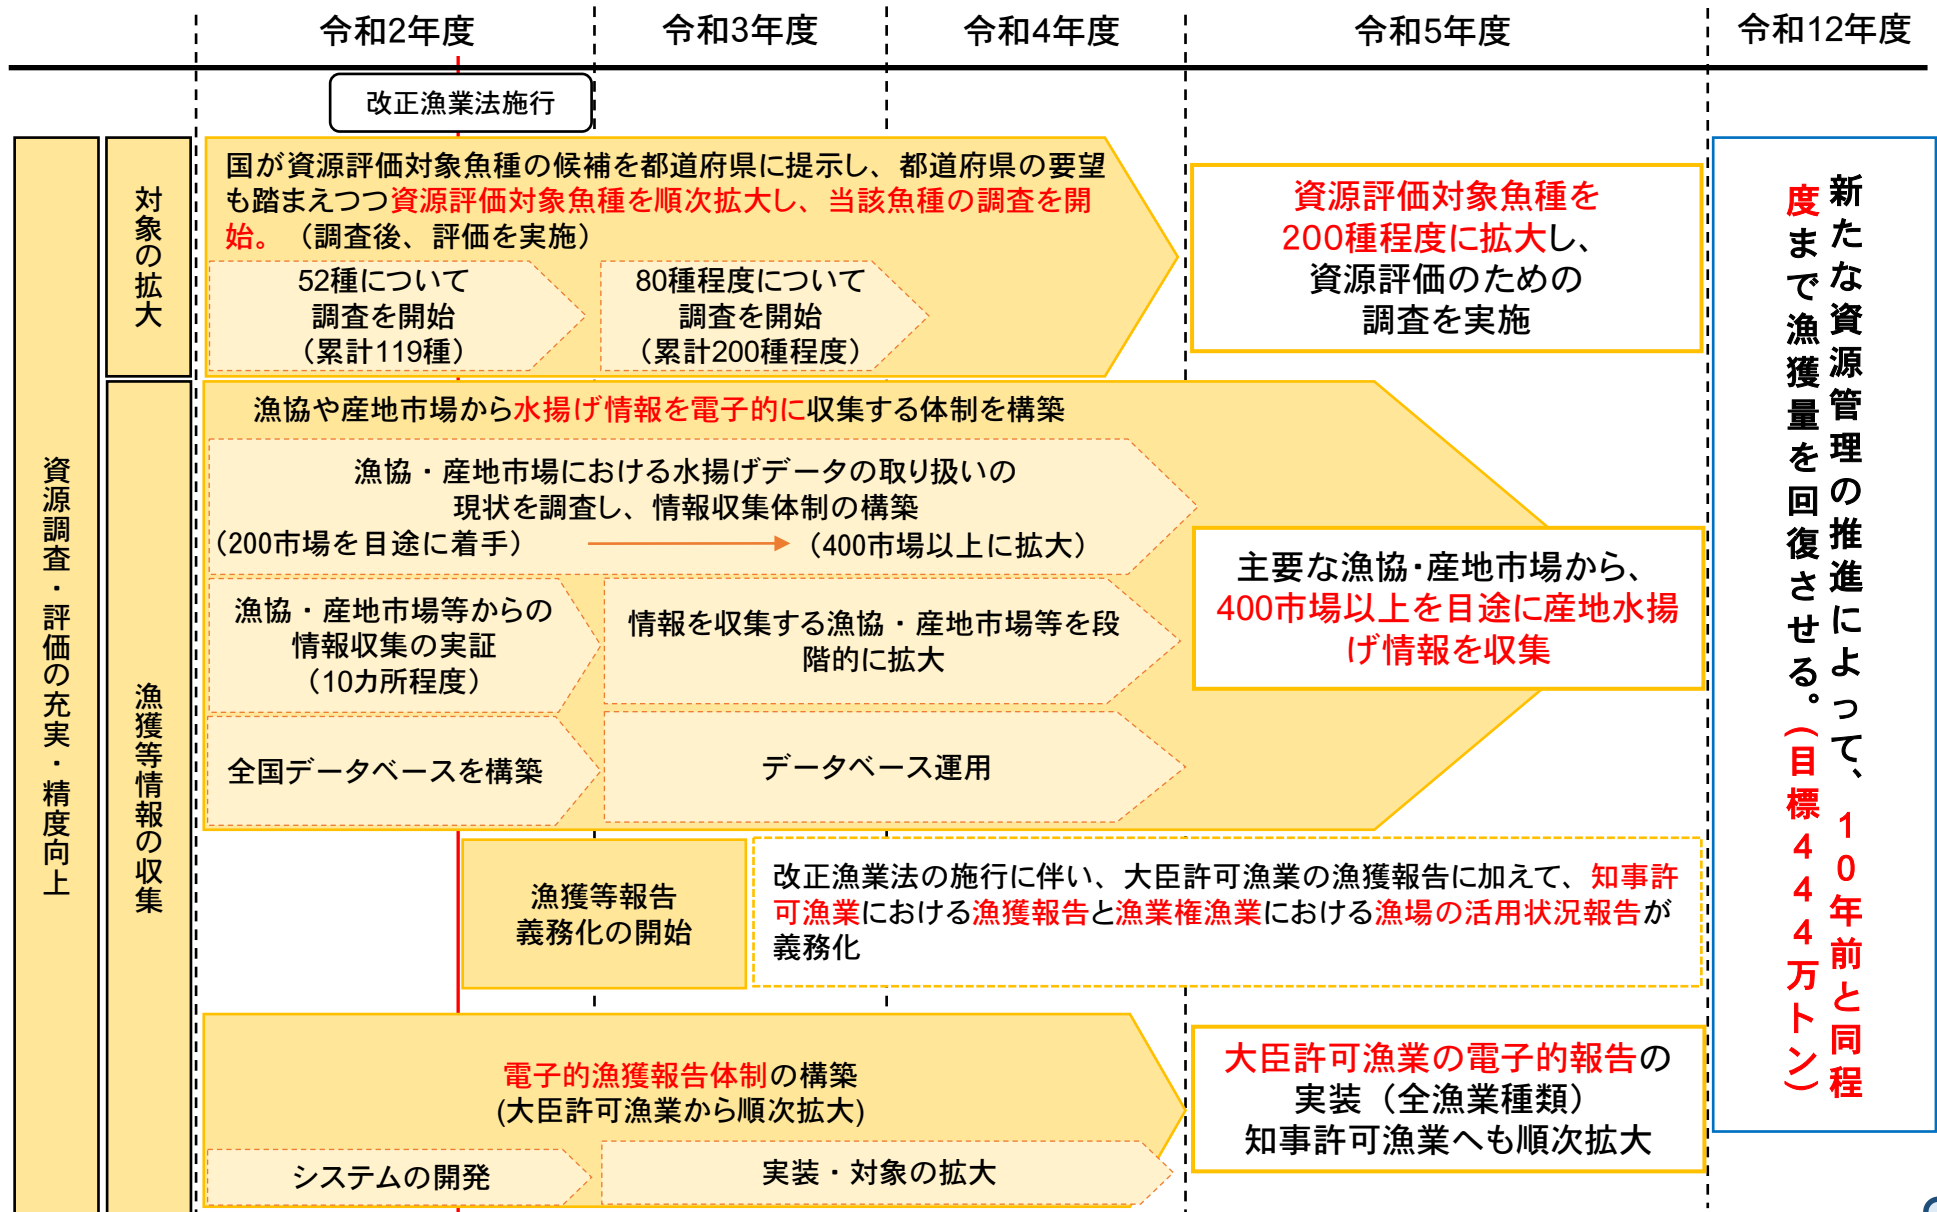 令和2年度
令和3年度
令和4年度
令和5年度
令和12年度
改正漁業法施行
資源調査・評価の充実・精度向上
対象の拡大
国が資源評価対象魚種の候補を都道府県に提示し、都道府県の要望
も踏まえつつ資源評価対象魚種を順次拡大し、当該魚種の調査を開
始。（調査後、評価を実施）
52種について
調査を開始
（累計119種）
80種程度について
調査を開始
（累計200種程度）
資源評価対象魚種を
200種程度に拡大し、
資源評価のための
調査を実施
漁獲等情報の収集
漁協や産地市場から水揚げ情報を電子的に収集する体制を構築
漁協・産地市場における水揚げデータの取り扱いの
現状を調査し、情報収集体制の構築
（200市場を目途に着手）
（400市場以上に拡大）
漁協・産地市場等からの
情報収集の実証
（10カ所程度）
情報を収集する漁協・産地市場等を段
階的に拡大
全国データベースを構築
データベース運用
主要な漁協・産地市場から、
400市場以上を目途に産地水揚
げ情報を収集
漁獲等報告
義務化の開始
改正漁業法の施行に伴い、大臣許可漁業の漁獲報告に加えて、知事許
可漁業における漁獲報告と漁業権漁業における漁場の活用状況報告が
義務化
電子的漁獲報告体制の構築
(大臣許可漁業から順次拡大)
システムの開発
実装・対象の拡大
大臣許可漁業の電子的報告の
実装（全漁業種類）
知事許可漁業へも順次拡大
新たな資源管理の推進によって、１０年前と同程
度まで漁獲量を回復させる。（目標４４４万トン）